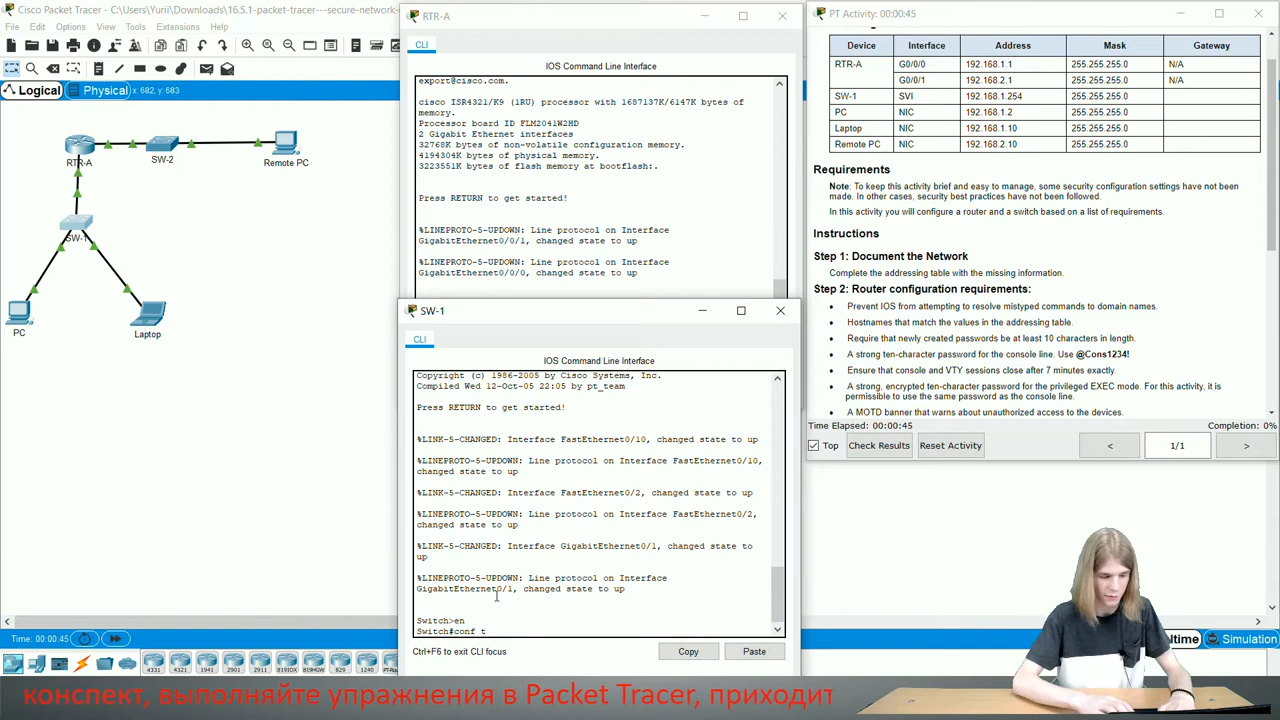 Cisco Packet Tracer - C:\Users\Yurii\Downloads\16.5.1-packet-tracer---secure-network-
File Edit Options View Tools Extensions Window Help
Logical Physical x: 682, y: 683
RTR-A
SW-2
Remote PC
SW-1
PC
Laptop
RTR-A
CLI
IOS Command Line Interface
export@cisco.com.
cisco ISR4321/K9 (1RU) processor with 1687137K/6147K bytes of
memory.
Processor board ID FLM2041W2HD
2 Gigabit Ethernet interfaces
32768K bytes of non-volatile configuration memory.
4194304K bytes of physical memory.
3223551K bytes of flash memory at bootflash:.
Press RETURN to get started!
%LINEPROTO-5-UPDOWN: Line protocol on Interface
GigabitEthernet0/0/1, changed state to up
%LINEPROTO-5-UPDOWN: Line protocol on Interface
GigabitEthernet0/0/0, changed state to up
SW-1
CLI
IOS Command Line Interface
Copyright (c) 1986-2005 by Cisco Systems, Inc.
Compiled Wed 12-Oct-05 22:05 by pt_team
Press RETURN to get started!
%LINK-5-CHANGED: Interface FastEthernet0/10, changed state to up
%LINEPROTO-5-UPDOWN: Line protocol on Interface FastEthernet0/10,
changed state to up
%LINK-5-CHANGED: Interface FastEthernet0/2, changed state to up
%LINEPROTO-5-UPDOWN: Line protocol on Interface FastEthernet0/2,
changed state to up
%LINK-5-CHANGED: Interface GigabitEthernet0/1, changed state to
up
%LINEPROTO-5-UPDOWN: Line protocol on Interface
GigabitEthernet0/1, changed state to up
Switch>en
Switch#conf t
Ctrl+F6 to exit CLI focus
Copy Paste
PT Activity: 00:00:45
Device Interface Address Mask Gateway
RTR-A G0/0/0 192.168.1.1 255.255.255.0 N/A
G0/0/1 192.168.2.1 255.255.255.0 N/A
SW-1 SVI 192.168.1.254 255.255.255.0
PC NIC 192.168.1.2 255.255.255.0
Laptop NIC 192.168.1.10 255.255.255.0
Remote PC NIC 192.168.2.10 255.255.255.0
Requirements
Note: To keep this activity brief and easy to manage, some security configuration settings have not been
made. In other cases, security best practices have not been followed.
In this activity you will configure a router and a switch based on a list of requirements.
Instructions
Step 1: Document the Network
Complete the addressing table with the missing information.
Step 2: Router configuration requirements:
• Prevent IOS from attempting to resolve mistyped commands to domain names.
• Hostnames that match the values in the addressing table.
• Require that newly created passwords be at least 10 characters in length.
• A strong ten-character password for the console line. Use @Cons1234!
• Ensure that console and VTY sessions close after 7 minutes exactly.
• A strong, encrypted ten-character password for the privileged EXEC mode. For this activity, it is
permissible to use the same password as the console line.
• A MOTD banner that warns about unauthorized access to the devices.
Time Elapsed: 00:00:45 Completion: 0%
Top Check Results Reset Activity < 1/1 >
Time: 00:00:45
ltime Simulation
4331 4321 1941 2901 2911 819IOX 819HGW 829 1240
конспект, выполняйте упражнения в Packet Tracer, приходит